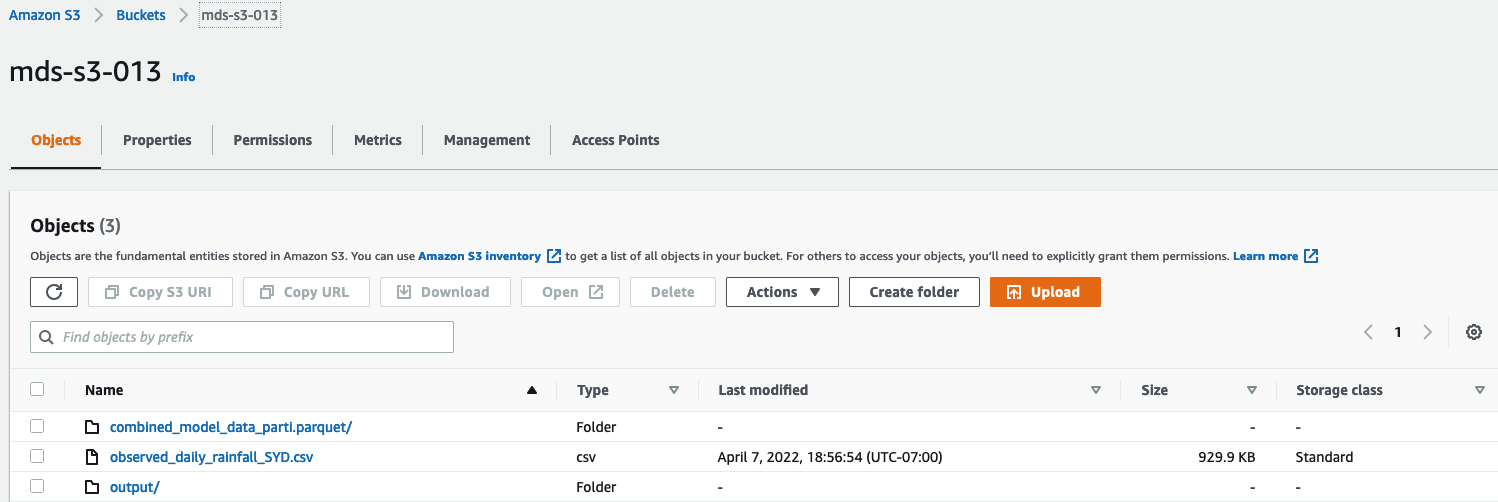 Amazon S3 > Buckets > mds-s3-013
mds-s3-013 Info
Objects Properties Permissions Metrics Management Access Points
Objects (3)
Objects are the fundamental entities stored in Amazon S3. You can use Amazon S3 inventory to get a list of all objects in your bucket. For others to access your objects, you'll need to explicitly grant them permissions. Learn more
Copy S3 URI Copy URL Download Open Delete Actions Create folder Upload
Find objects by prefix 1
Name Type Last modified Size Storage class
combined_model_data_parti.parquet/ Folder - - -
observed_daily_rainfall_SYD.csv csv April 7, 2022, 18:56:54 (UTC-07:00) 929.9 KB Standard
output/ Folder - - -